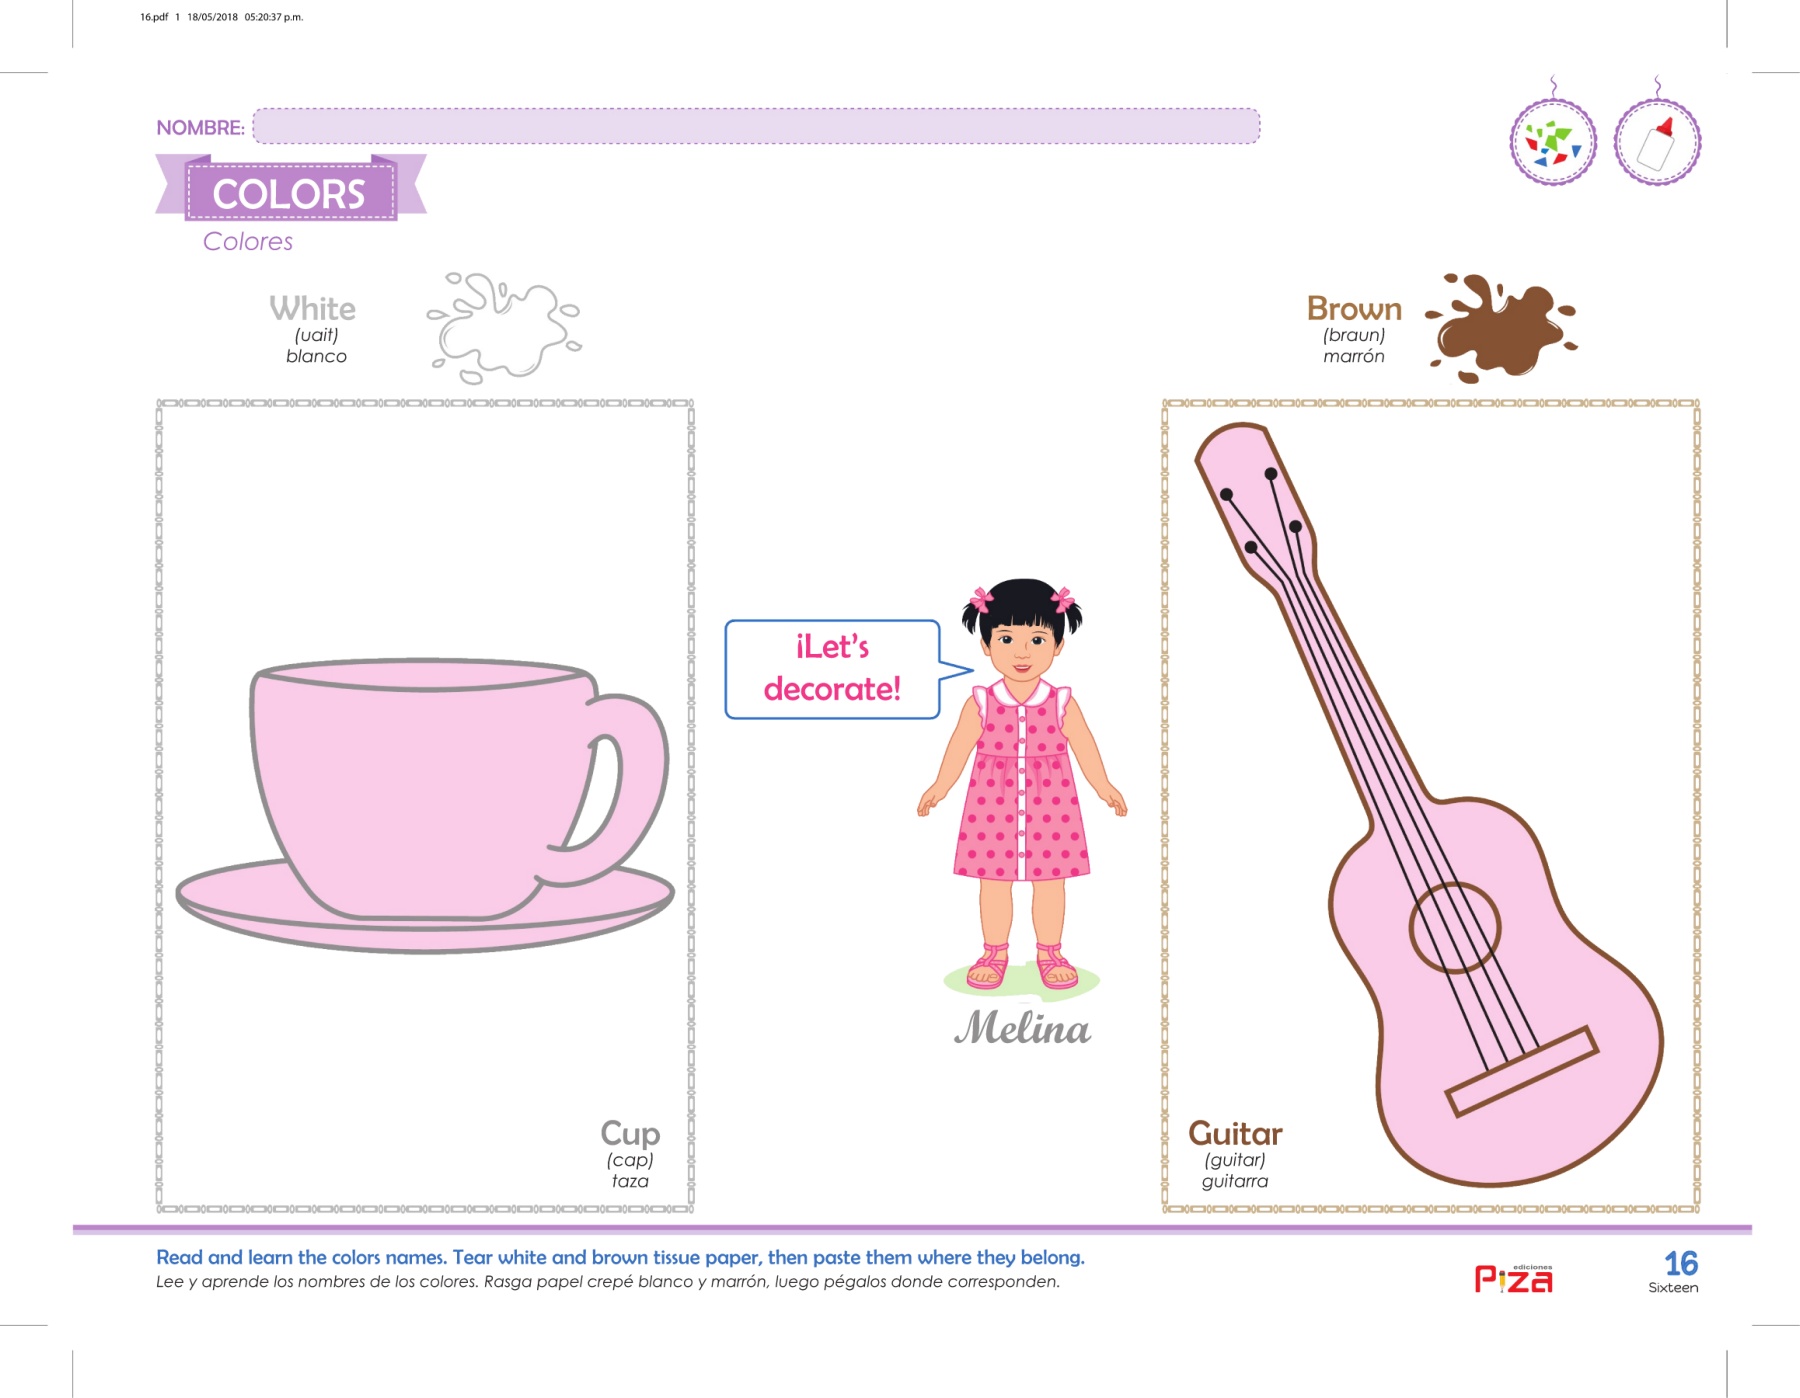 16.pdf 1 18/05/2018 05:20:37 p.m.
NOMBRE:
COLORS
Colores
White
(uait)
blanco
Brown
(braun)
marrón
¡Let's
decorate!
Melina
Cup
(cap)
taza
Guitar
(guitar)
guitarra
Read and learn the colors names. Tear white and brown tissue paper, then paste them where they belong.
Lee y aprende los nombres de los colores. Rasga papel crepé blanco y marrón, luego pégalos donde corresponden.
ediciones
Piza
16
Sixteen